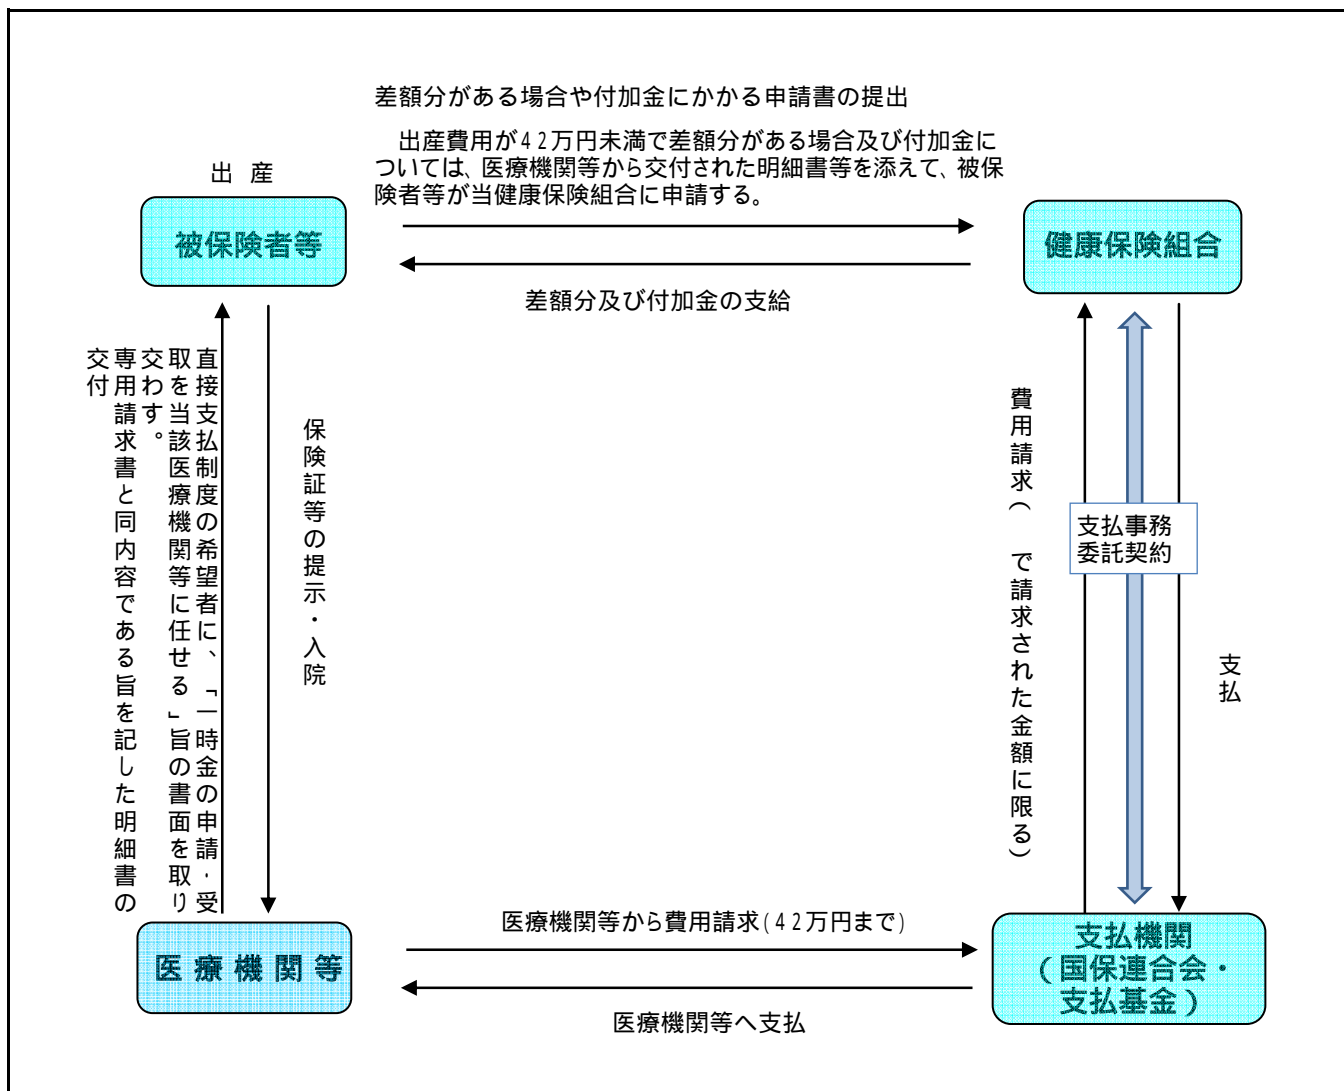 差額分がある場合や付加金にかかる申請書の提出
出産費用が42万円未満で差額分がある場合及び付加金に
ついては、医療機関等から交付された明細書等を添えて、被保
険者等が当健康保険組合に申請する。
出 産
被保険者等
健康保険組合
差額分及び付加金の支給
直接支払制度の希望者に、「一時金の申請・受
取を当該医療機関等に任せる」旨の書面を取り
交わす。
専用請求書と同内容である旨を記した明細書の
交付
保険証等の提示・入院
費用請求( で請求された金額に限る)
支払事務
委託契約
支払
医療機関等から費用請求(42万円まで)
医療機関等
医療機関等へ支払
支払機関
(国保連合会・
支払基金)